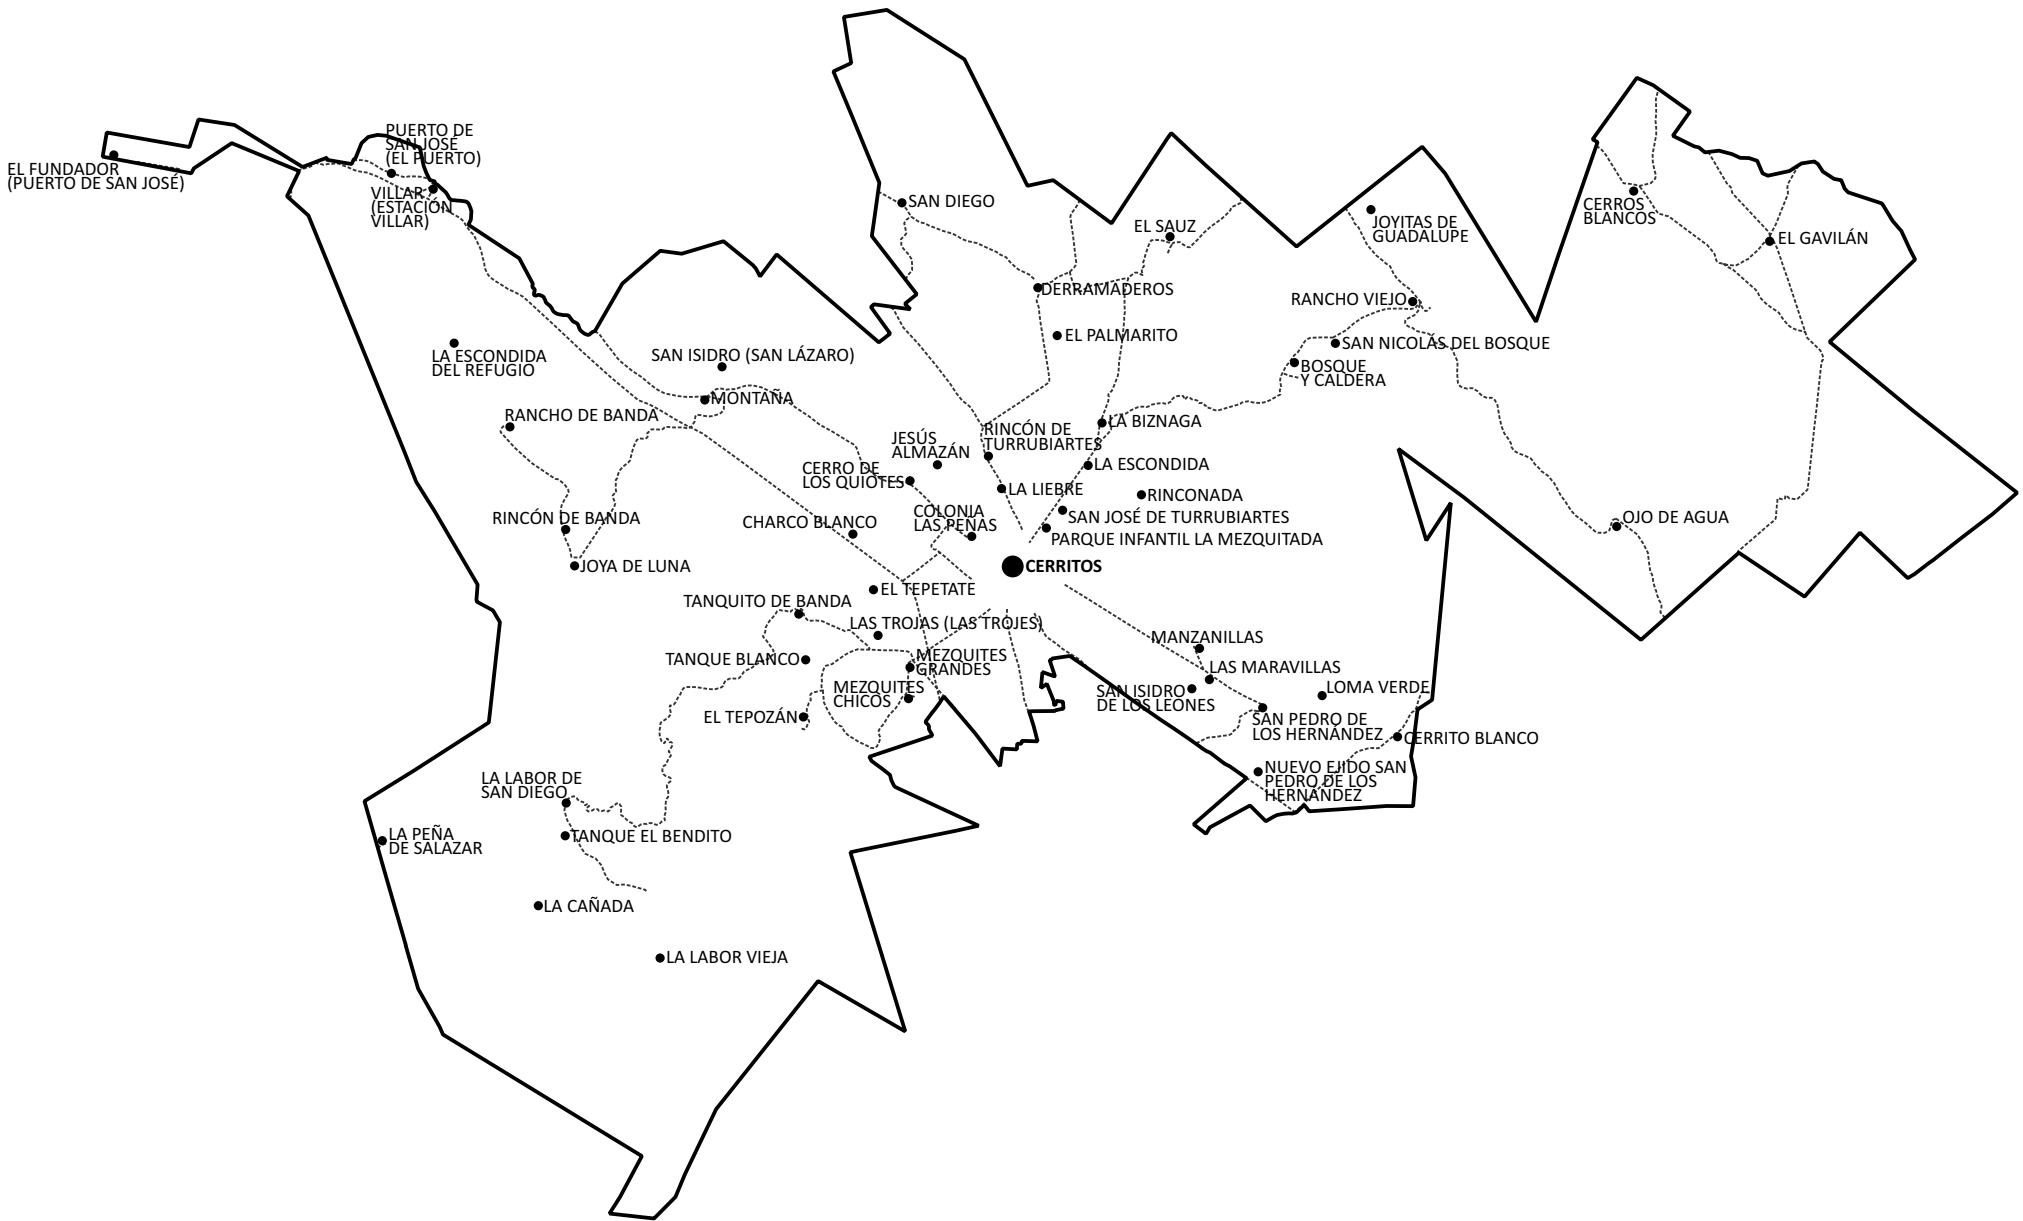 PUERTO DE
SAN JOSÉ
(EL PUERTO)
EL FUNDADOR
(PUERTO DE SAN JOSÉ)
VILLAR
(ESTACIÓN
VILLAR)
SAN DIEGO
EL SAUZ
JOYITAS DE
GUADALUPE
CERROS
BLANCOS
EL GAVILÁN
DERRAMADEROS
RANCHO VIEJO
EL PALMARITO
SAN NICOLÁS DEL BOSQUE
LA ESCONDIDA
DEL REFUGIO
SAN ISIDRO (SAN LÁZARO)
BOSQUE
Y CALDERA
MONTAÑA
RANCHO DE BANDA
LA BIZNAGA
RINCÓN DE
TURRUBIARTES
JESÚS
ALMAZÁN
LA ESCONDIDA
CERRO DE
LOS QUIOTES
LA LIEBRE
RINCONADA
COLONIA
LAS PEÑAS
SAN JOSÉ DE TURRUBIARTES
OJO DE AGUA
RINCÓN DE BANDA
CHARCO BLANCO
PARQUE INFANTIL LA MEZQUITADA
JOYA DE LUNA
CERRITOS
EL TEPETATE
TANQUITO DE BANDA
LAS TROJAS (LAS TROJES)
MANZANILLAS
TANQUE BLANCO
MEZQUITES
GRANDES
LAS MARAVILLAS
MEZQUITES
CHICOS
SAN ISIDRO
DE LOS LEONES
LOMA VERDE
EL TEPOZÁN
SAN PEDRO DE
LOS HERNÁNDEZ
CERRITO BLANCO
NUEVO EJIDO SAN
PEDRO DE LOS
HERNÁNDEZ
LA LABOR DE
SAN DIEGO
TANQUE EL BENDITO
LA PEÑA
DE SALAZAR
LA CAÑADA
LA LABOR VIEJA